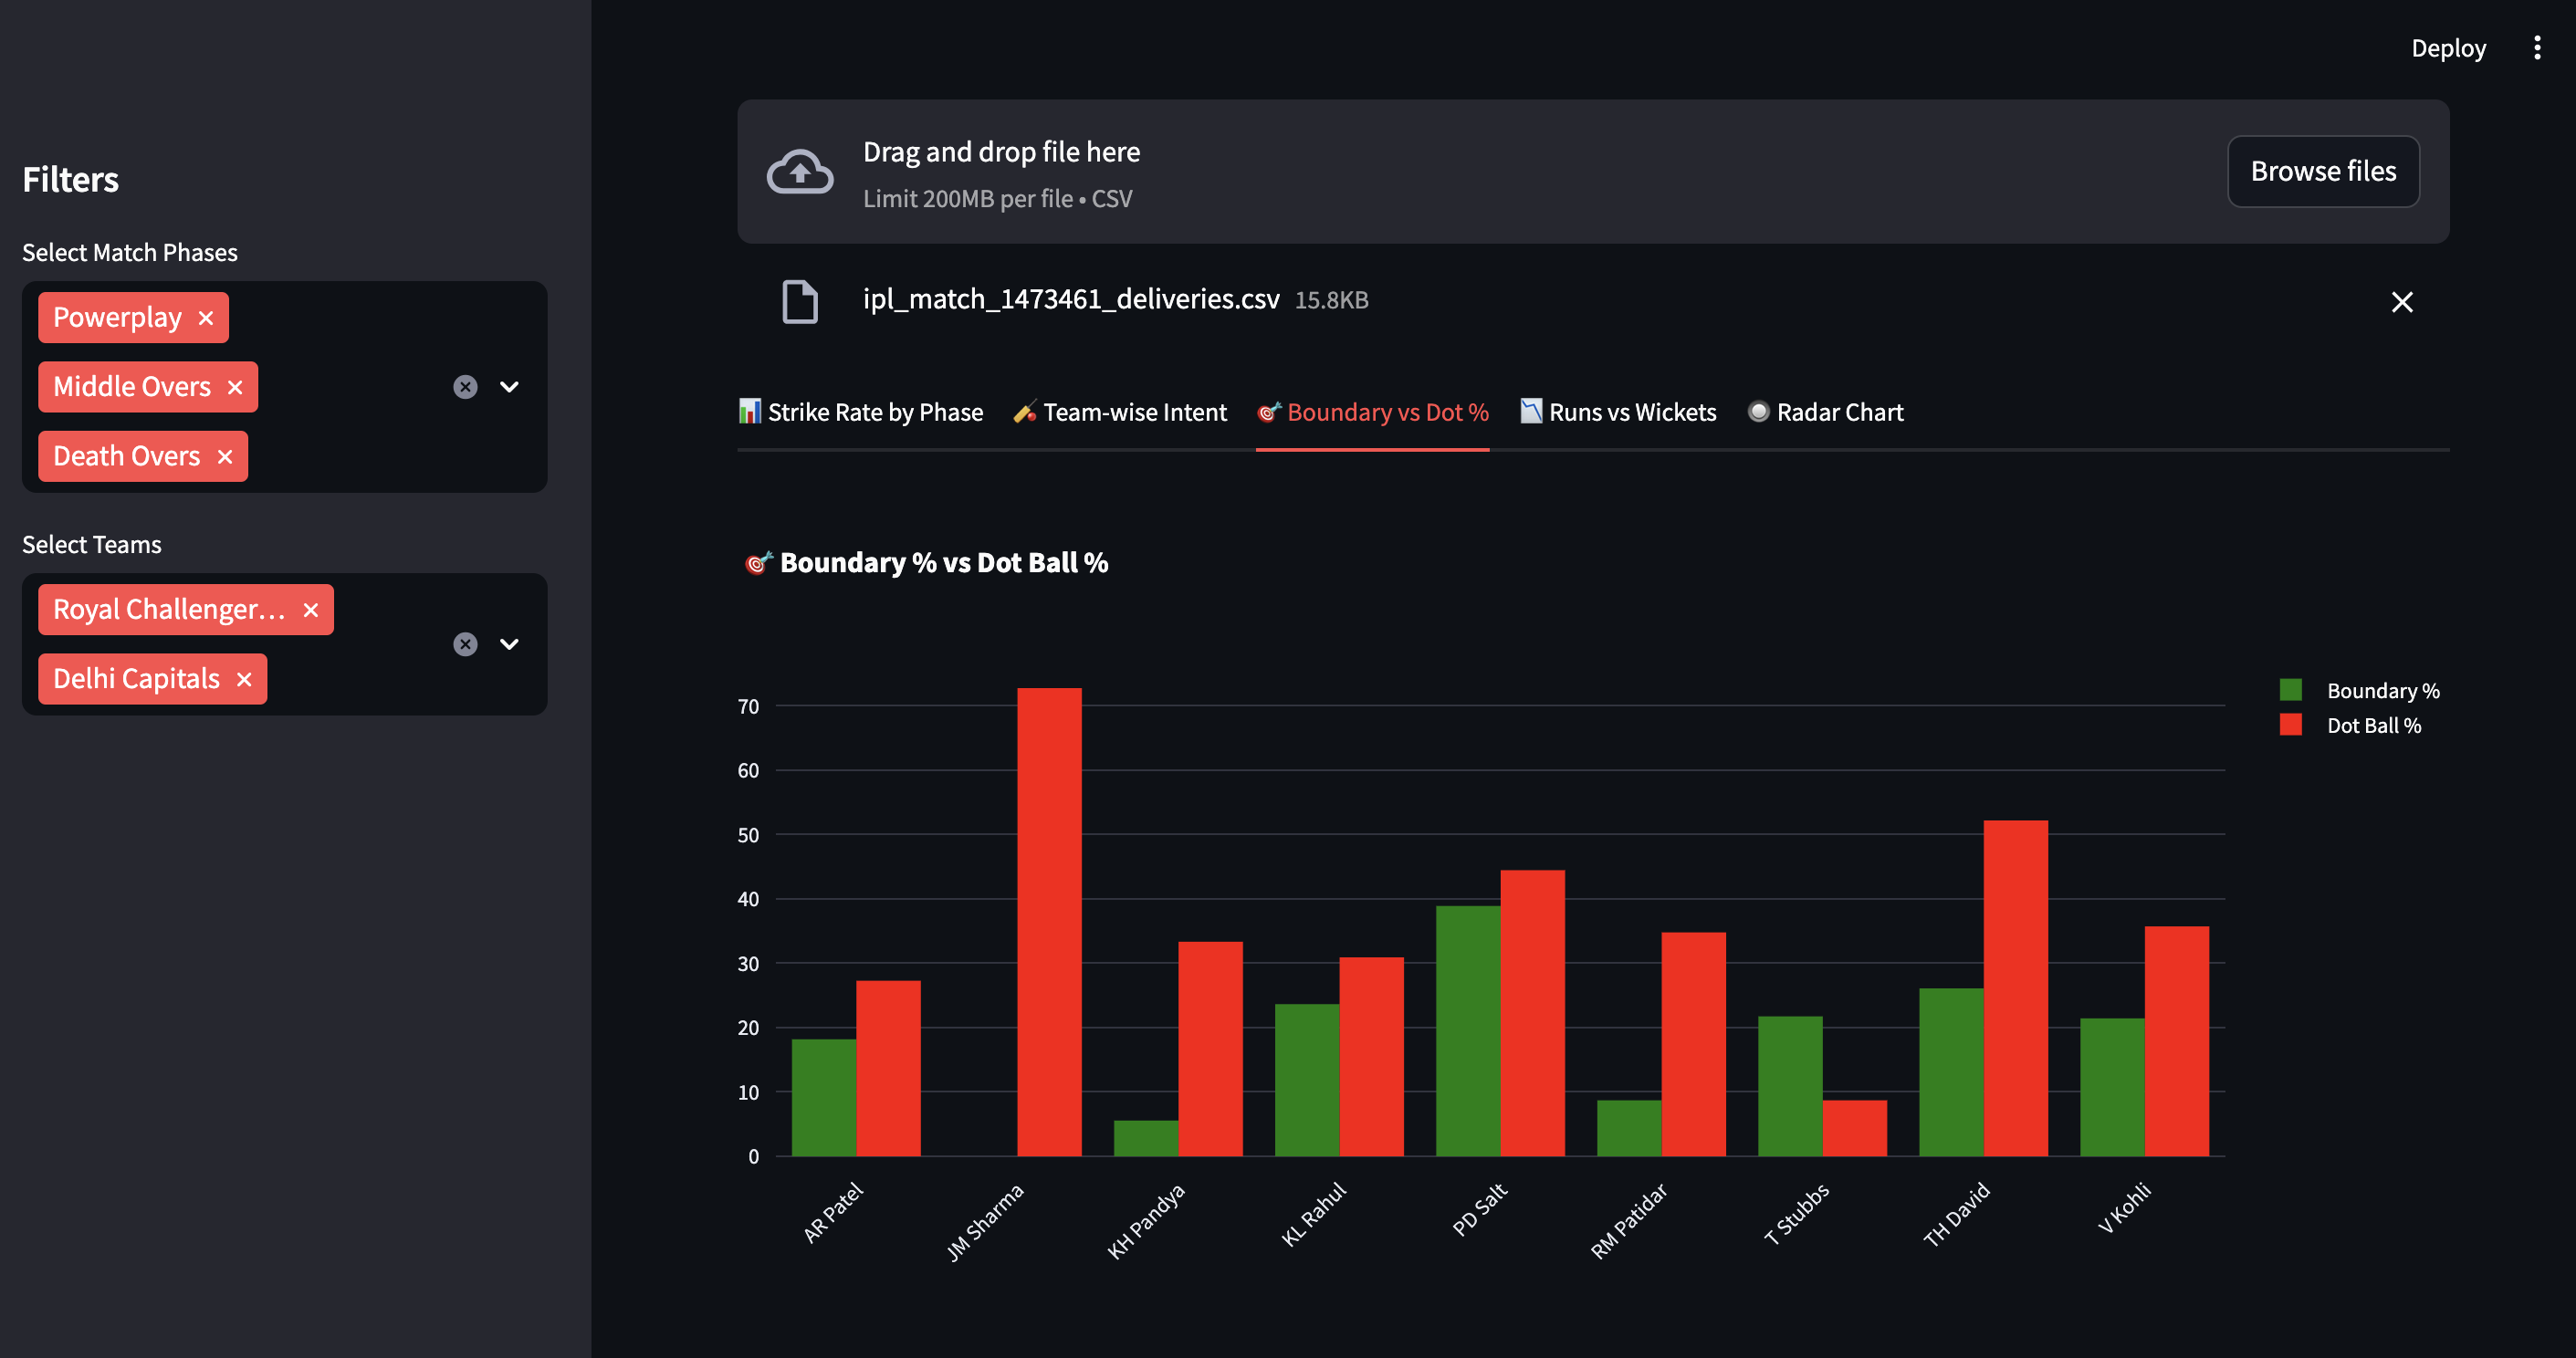 Deploy
Filters
Select Match Phases
Powerplay
Middle Overs
Death Overs
Select Teams
Royal Challenger...
Delhi Capitals
Drag and drop file here
Limit 200MB per file • CSV
Browse files
ipl_match_1473461_deliveries.csv 15.8KB
Strike Rate by Phase Team-wise Intent Boundary vs Dot % Runs vs Wickets Radar Chart
Boundary % vs Dot Ball %
Boundary %
Dot Ball %
70
60
50
40
30
20
10
0
AR Patel
JM Sharma
KH Pandya
KL Rahul
PD Salt
RM Patidar
T Stubbs
TH David
V Kohli